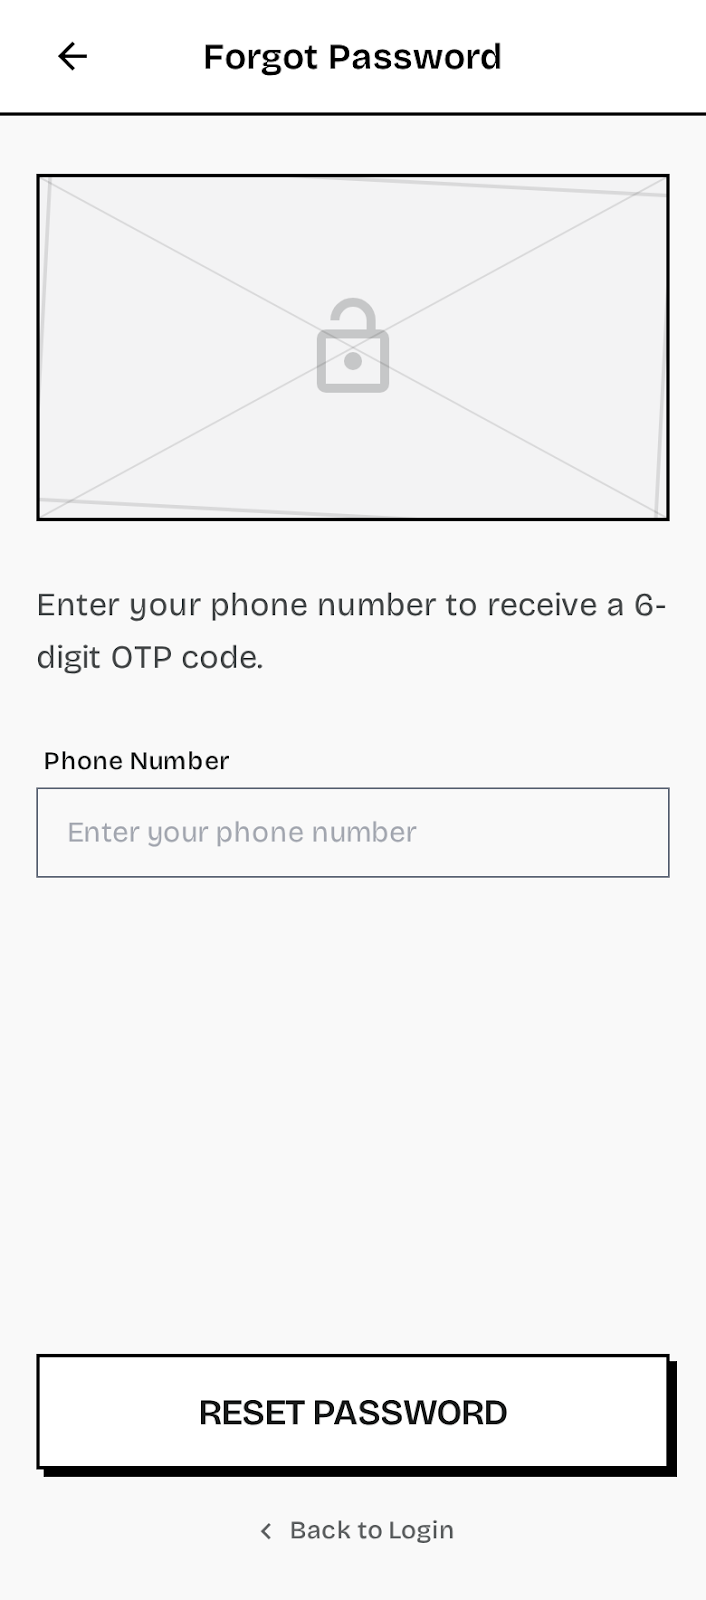 Forgot Password
Enter your phone number to receive a 6-
digit OTP code.
Phone Number
Enter your phone number
RESET PASSWORD
Back to Login